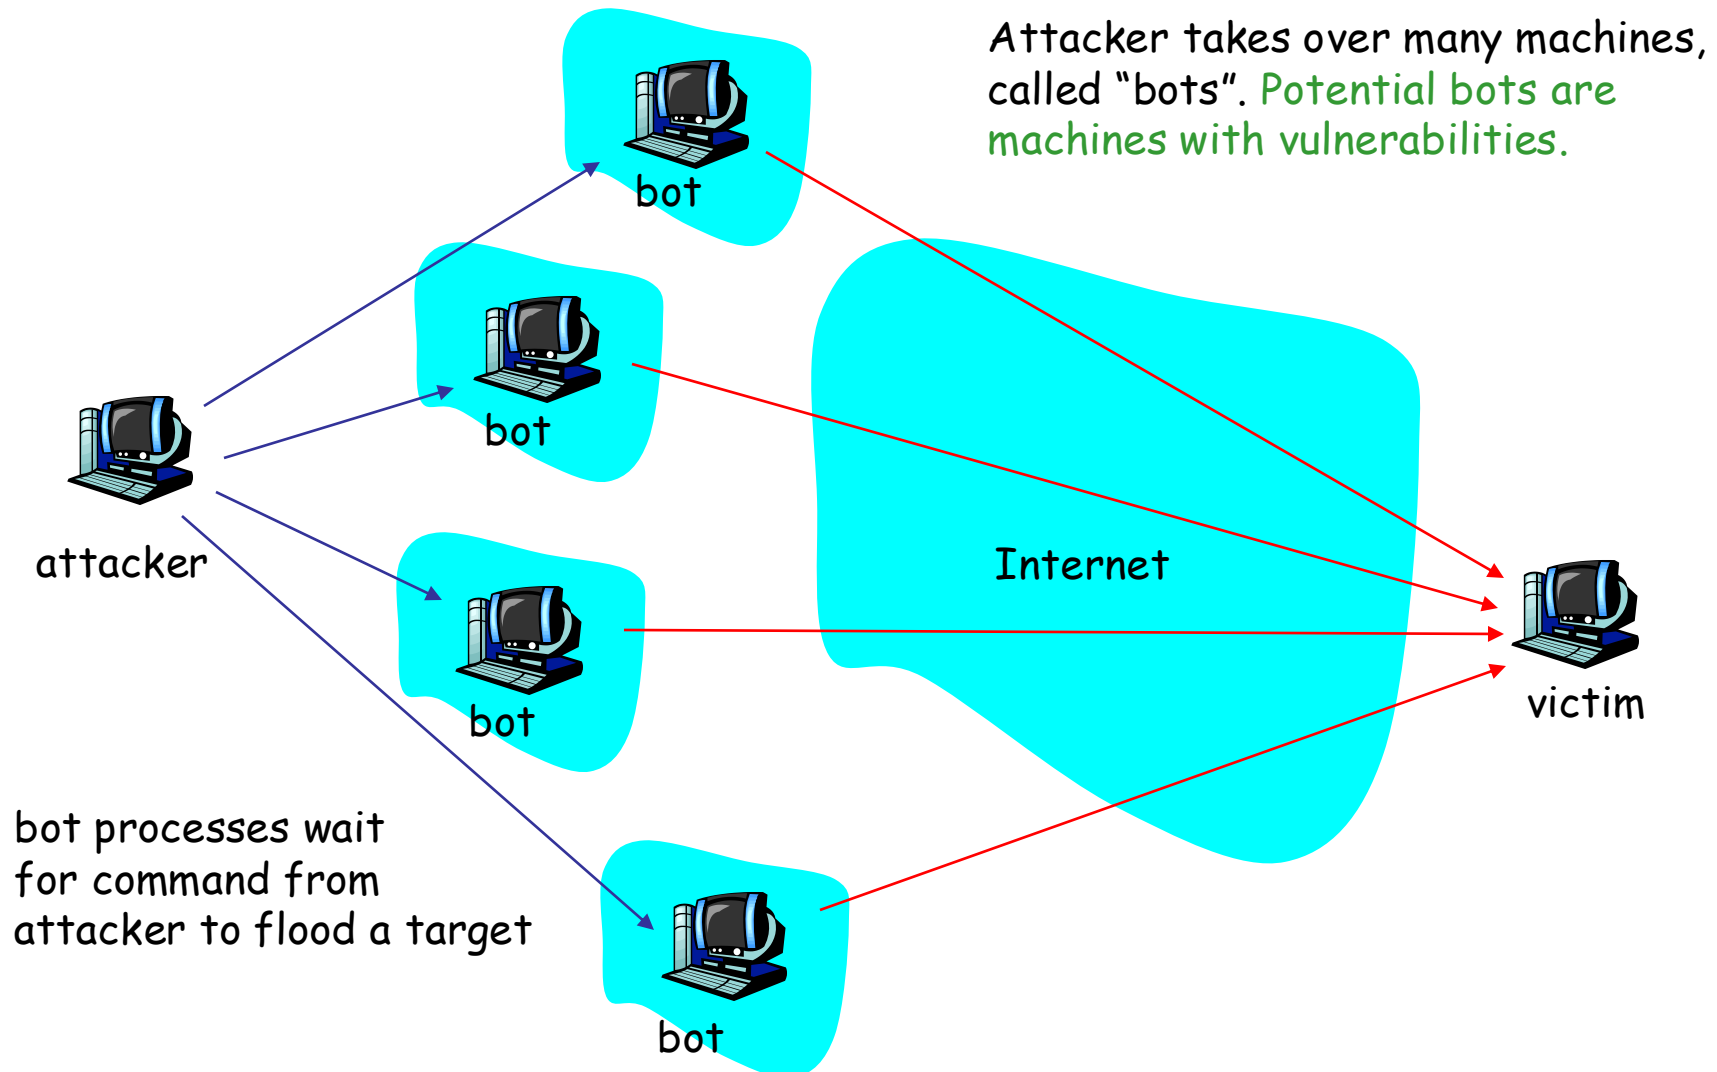 Attacker takes over many machines,
called “bots”. Potential bots are
machines with vulnerabilities.
bot
bot
attacker
Internet
bot
victim
bot processes wait
for command from
attacker to flood a target
bot